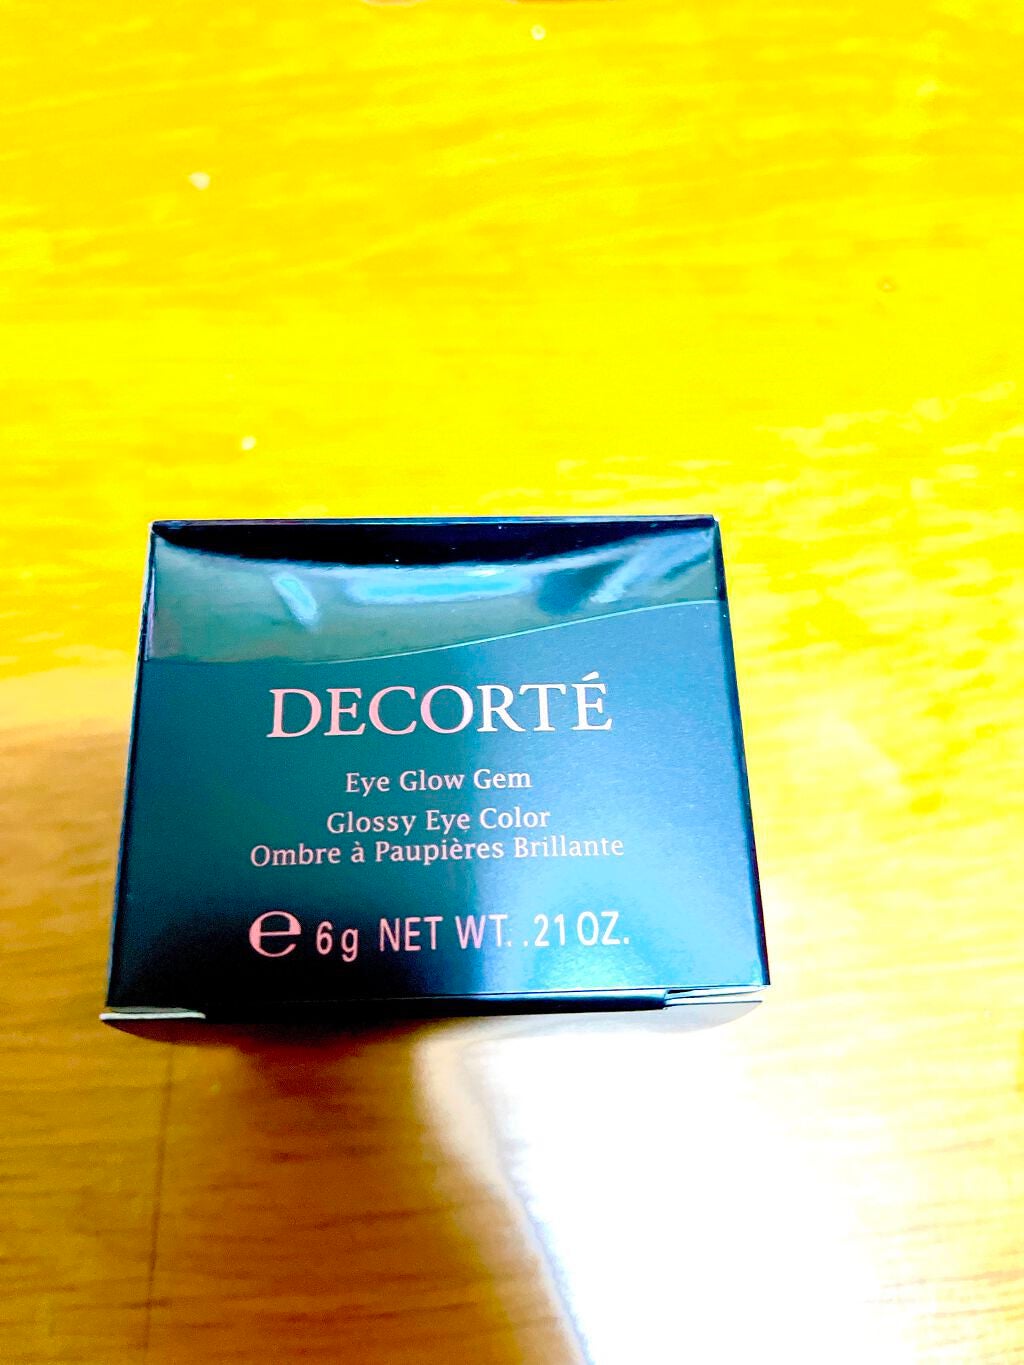 DECORTÉ
Eye Glow Gem
Glossy Eye Color
Ombre à Paupières Brillante
℮ 6g NET WT. .21 OZ.